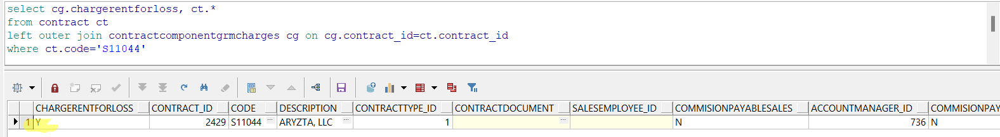 select cg.chargerentforloss, ct.*
from contract ct
left outer join contractcomponentgrmcharges cg on cg.contract_id=ct.contract_id
where ct.code='S11044'
CHARGERENTFORLOSS CONTRACT_ID CODE DESCRIPTION CONTRACTTYPE_ID CONTRACTDOCUMENT SALESEMPLOYEE_ID COMMISIONPAYABLESALES ACCOUNTMANAGER_ID COMMISIONPAY
1 Y 2429 S11044 ... ARYZTA, LLC ... 1 ... N 736 N